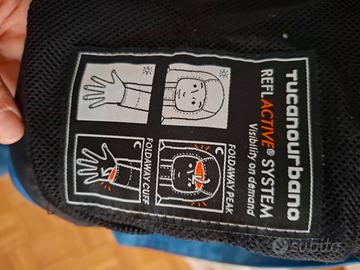 TUCANOURBANO
REFLACTIVE® SYSTEM
Visibility on demand
FOLDAWAY PEAK
FOLDAWAY CUFF
subito